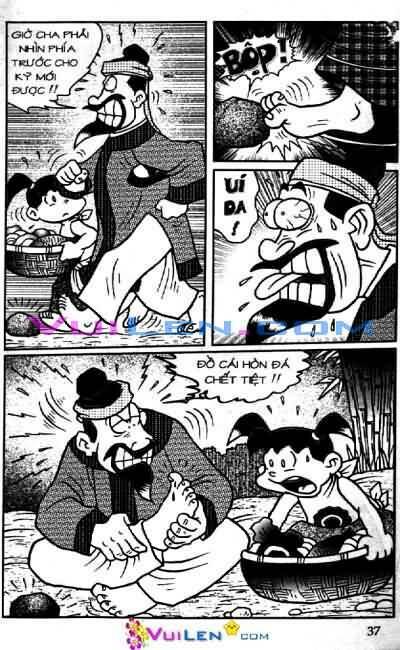 GIỜ CHA PHẢI
NHÌN PHÍA
TRƯỚC CHO
KỸ MỚI
ĐƯỢC !!
BỘP!
UÍ
DA
!
VUILEN.COM
ĐỒ CÁI HÒN ĐÁ
CHẾT TIỆT !!
37
VUILEN.COM